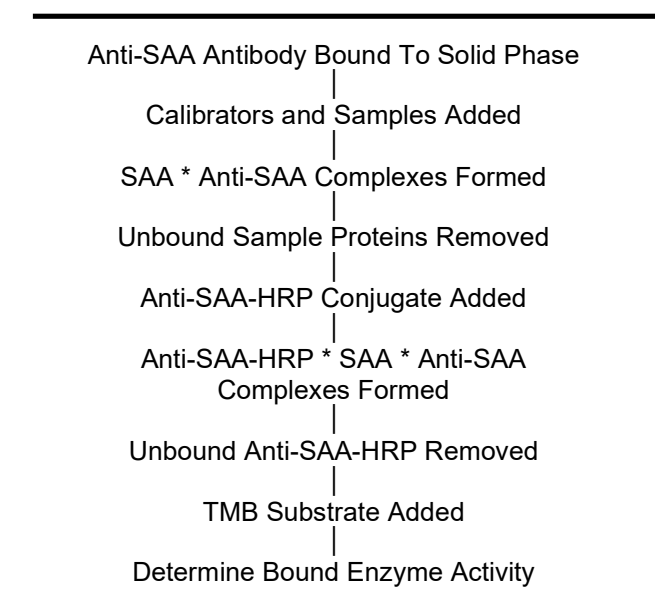 Anti-SAA Antibody Bound To Solid Phase
Calibrators and Samples Added
SAA * Anti-SAA Complexes Formed
Unbound Sample Proteins Removed
Anti-SAA-HRP Conjugate Added
Anti-SAA-HRP * SAA * Anti-SAA
Complexes Formed
Unbound Anti-SAA-HRP Removed
TMB Substrate Added
Determine Bound Enzyme Activity